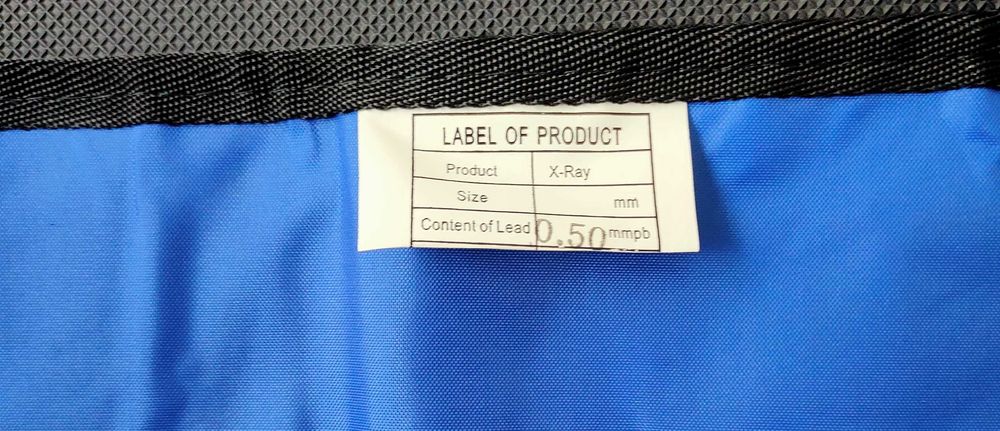 LABEL OF PRODUCT
Product X-Ray
Size mm
Content of Lead 0.50 mmpb